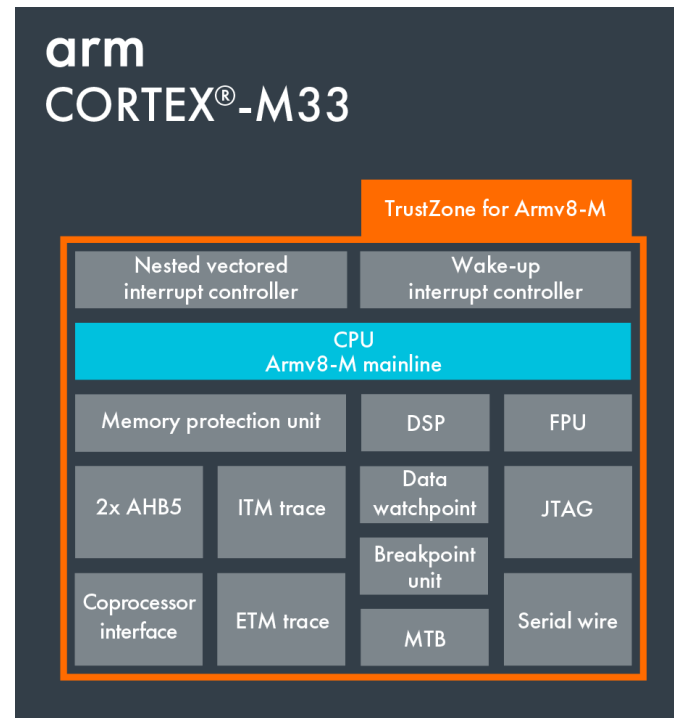 arm
CORTEX®-M33
TrustZone for Armv8-M
Nested vectored
interrupt controller
Wake-up
interrupt controller
CPU
Armv8-M mainline
Memory protection unit
DSP
FPU
2x AHB5
ITM trace
Data
watchpoint
JTAG
Breakpoint
unit
Coprocessor
interface
ETM trace
MTB
Serial wire